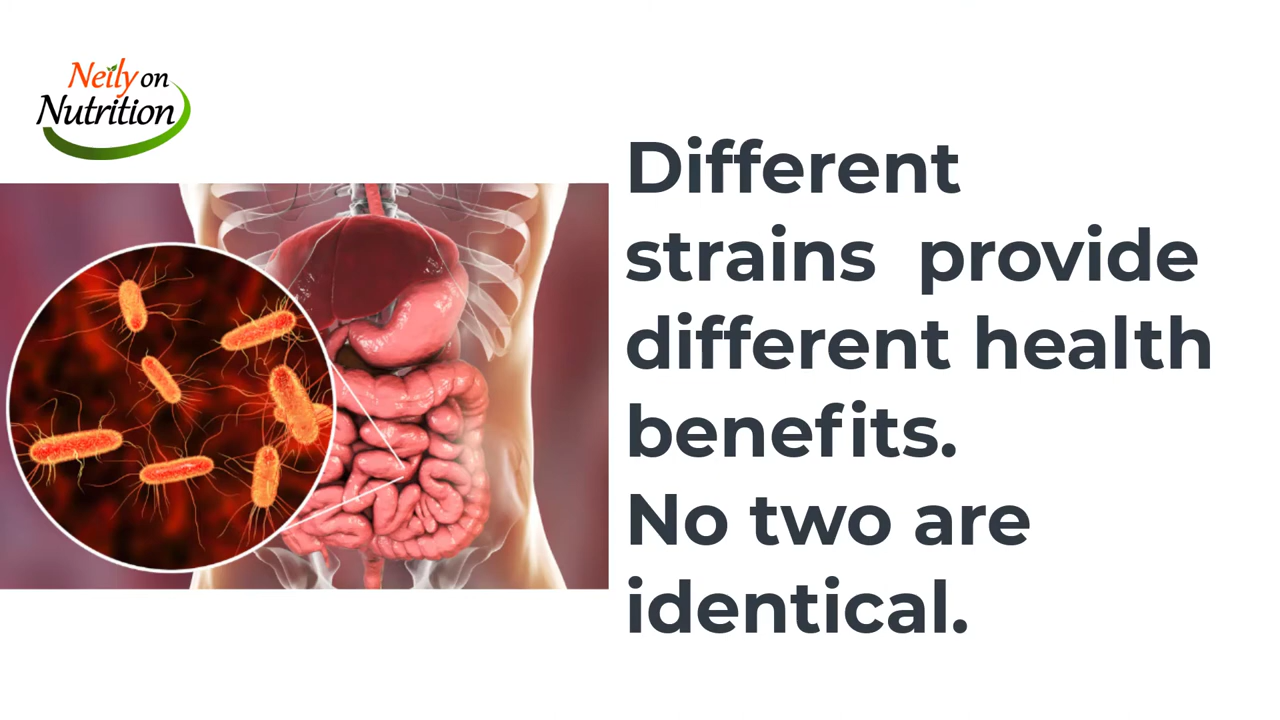 Neily on
Nutrition
Different
strains provide
different health
benefits.
No two are
identical.